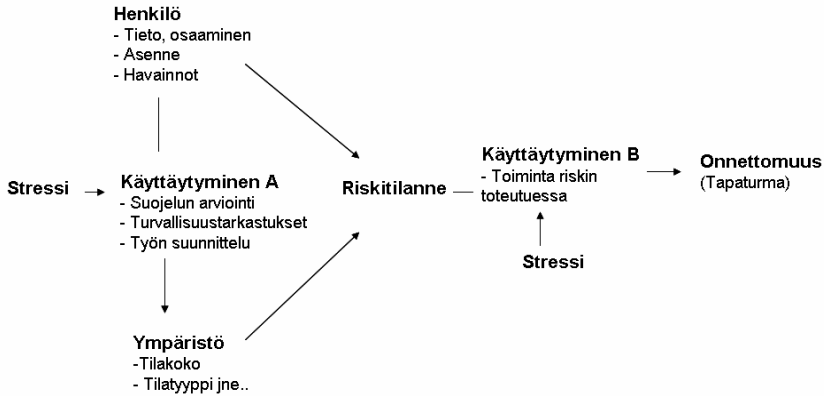 Henkilö
- Tieto, osaaminen
- Asenne
- Havainnot
Stressi
Käyttäytyminen A
- Suojelun arviointi
- Turvallisuustarkastukset
- Työn suunnittelu
Ympäristö
-Tilakoko
- Tilatyyppi jne..
Riskitilanne
Käyttäytyminen B
- Toiminta riskin
toteutuessa
Stressi
Onnettomuus
(Tapaturma)